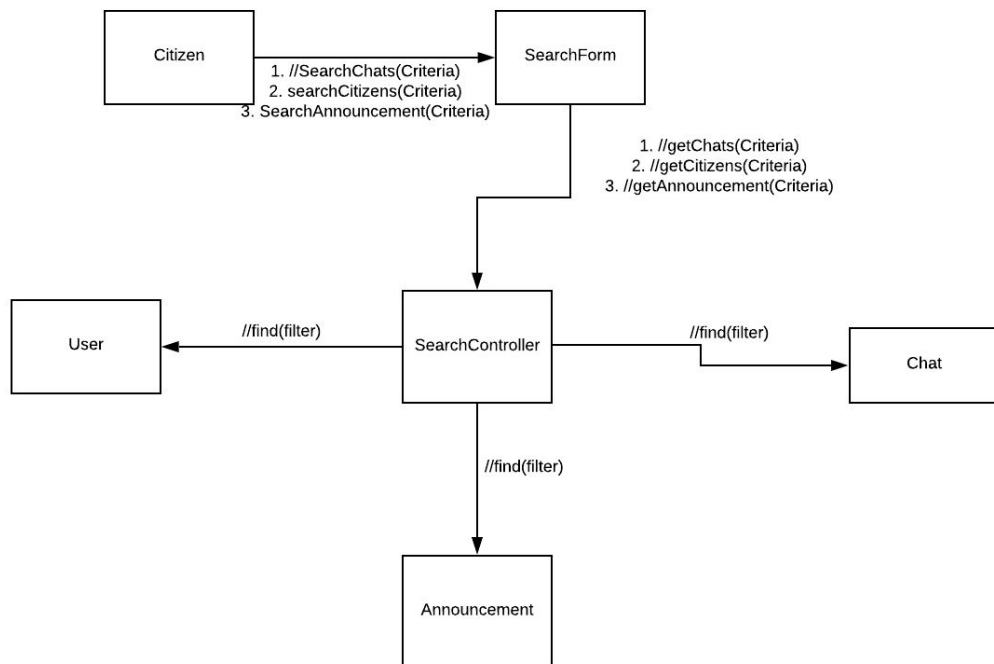 Citizen
SearchForm
1. //SearchChats(Criteria)
2. searchCitizens(Criteria)
3. SearchAnnouncement(Criteria)
1. //getChats(Criteria)
2. //getCitizens(Criteria)
3. //getAnnouncement(Criteria)
User
//find(filter)
SearchController
//find(filter)
Chat
//find(filter)
Announcement